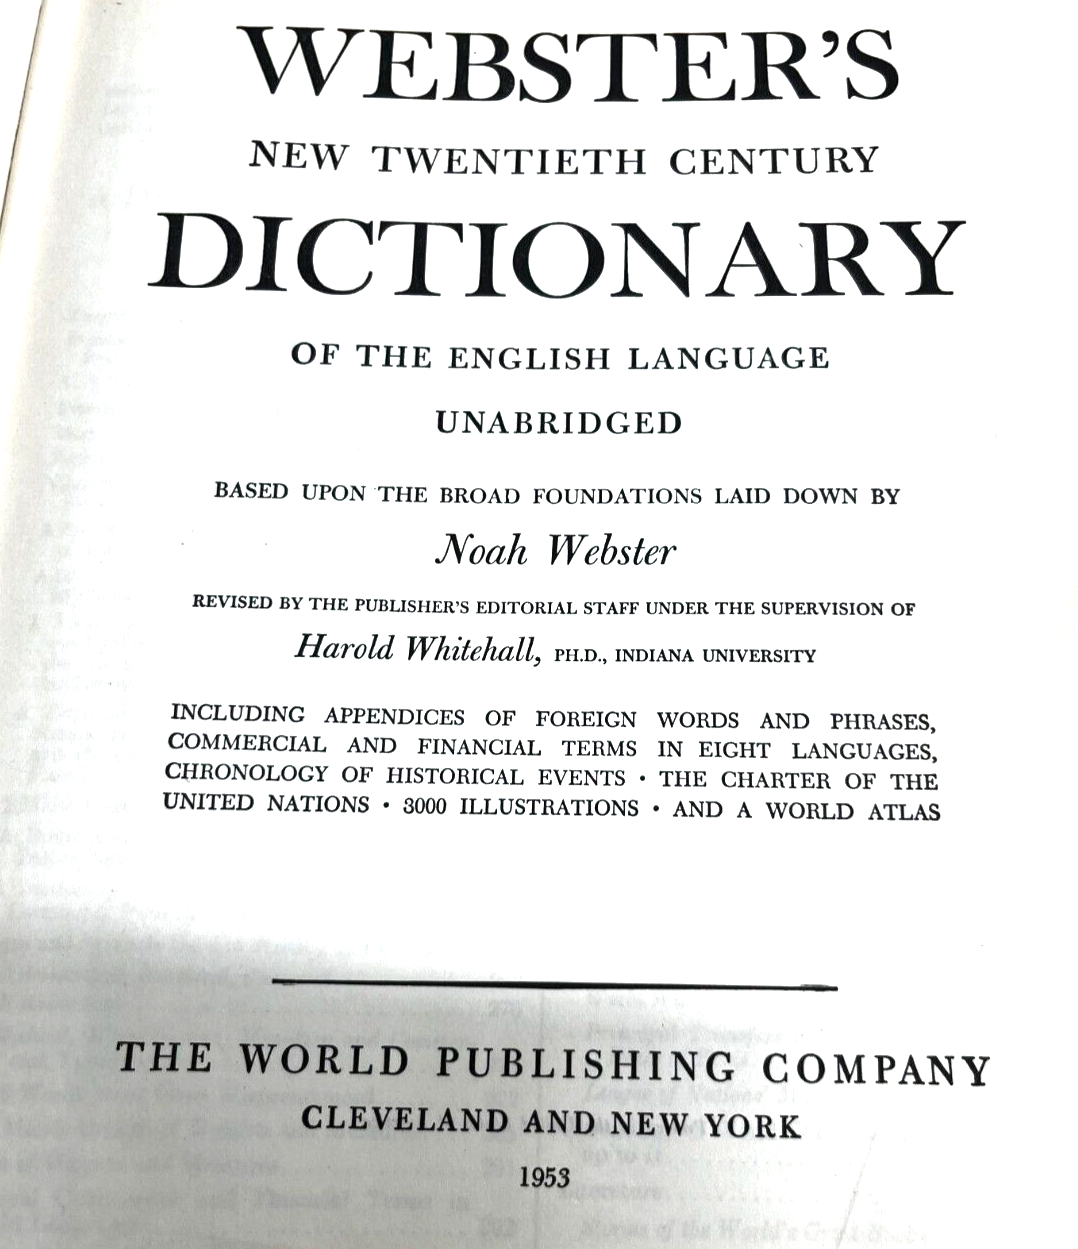 WEBSTER'S
NEW TWENTIETH CENTURY
DICTIONARY
OF THE ENGLISH LANGUAGE
UNABRIDGED
BASED UPON THE BROAD FOUNDATIONS LAID DOWN BY
Noah Webster
REVISED BY THE PUBLISHER'S EDITORIAL STAFF UNDER THE SUPERVISION OF
Harold Whitehall, PH.D., INDIANA UNIVERSITY
INCLUDING APPENDICES OF FOREIGN WORDS AND PHRASES,
COMMERCIAL AND FINANCIAL TERMS IN EIGHT LANGUAGES,
CHRONOLOGY OF HISTORICAL EVENTS • THE CHARTER OF THE
UNITED NATIONS • 3000 ILLUSTRATIONS • AND A WORLD ATLAS
THE WORLD PUBLISHING COMPANY
CLEVELAND AND NEW YORK
1953